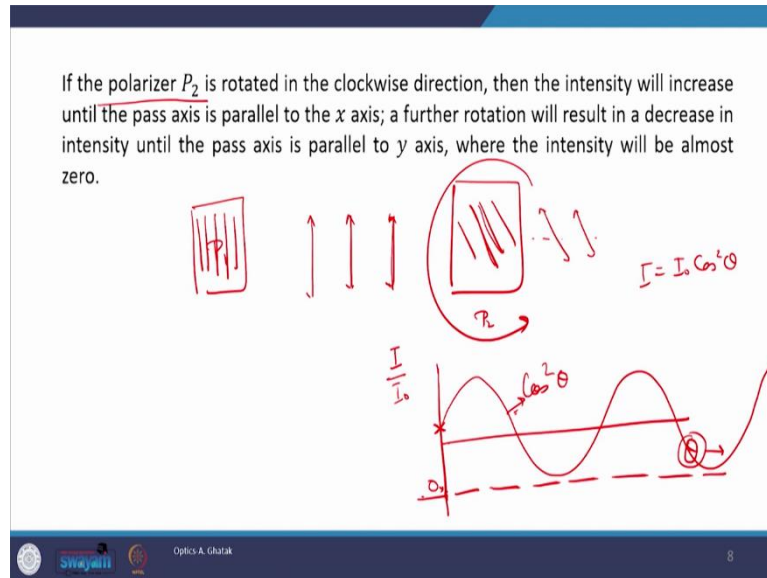 If the polarizer P₂ is rotated in the clockwise direction, then the intensity will increase
until the pass axis is parallel to the x axis; a further rotation will result in a decrease in
intensity until the pass axis is parallel to y axis, where the intensity will be almost
zero.
P₁
P₂
I = I₀ Cos²θ
I/I₀
Cos²θ
θ
0
swayam
Optics-A. Ghatak
8